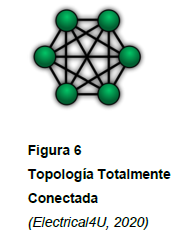 Figura 6
Topología Totalmente
Conectada
(Electrical4U, 2020)